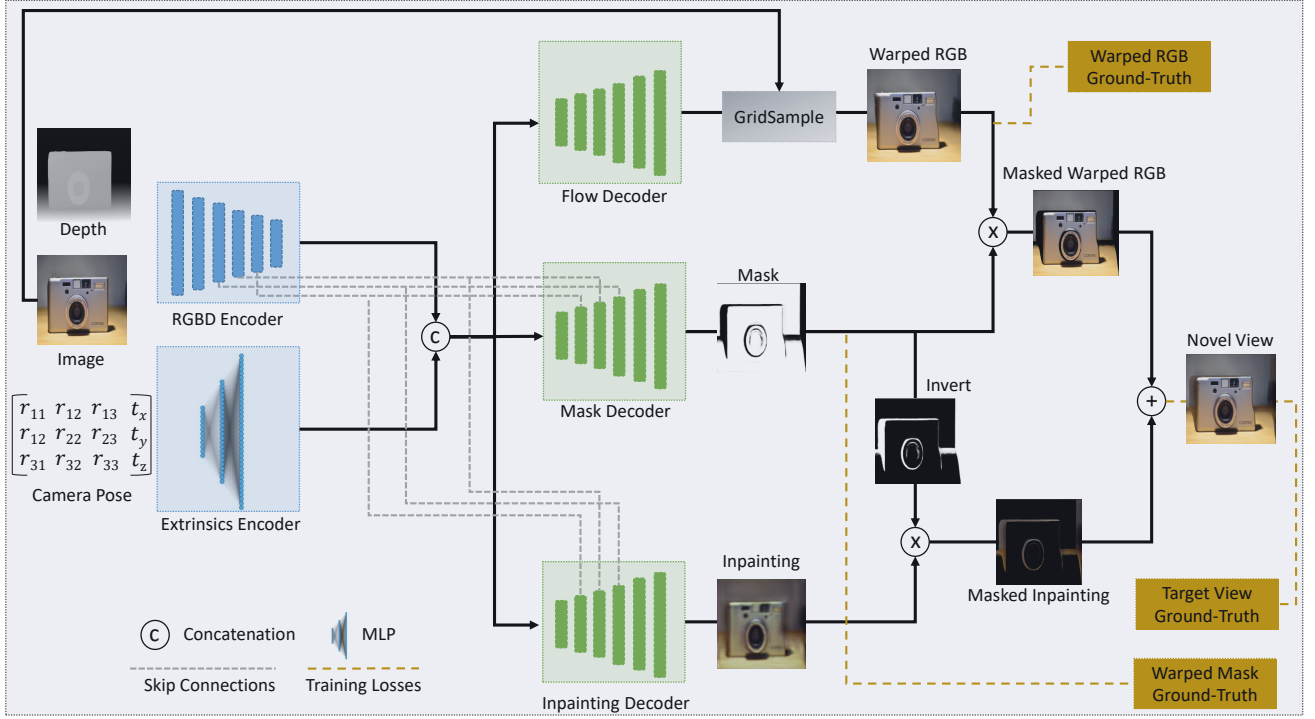 Warped RGB
Warped RGB
Ground-Truth
GridSample
Flow Decoder
Masked Warped RGB
x
Depth
RGBD Encoder
Image
C
Mask
Mask Decoder
Invert
Novel View
+
r11 r12 r13 tx
r12 r22 r23 ty
r31 r32 r33 tz
Camera Pose
Extrinsics Encoder
x
Masked Inpainting
Inpainting
Target View
Ground-Truth
C Concatenation
MLP
Skip Connections
Training Losses
Inpainting Decoder
Warped Mask
Ground-Truth